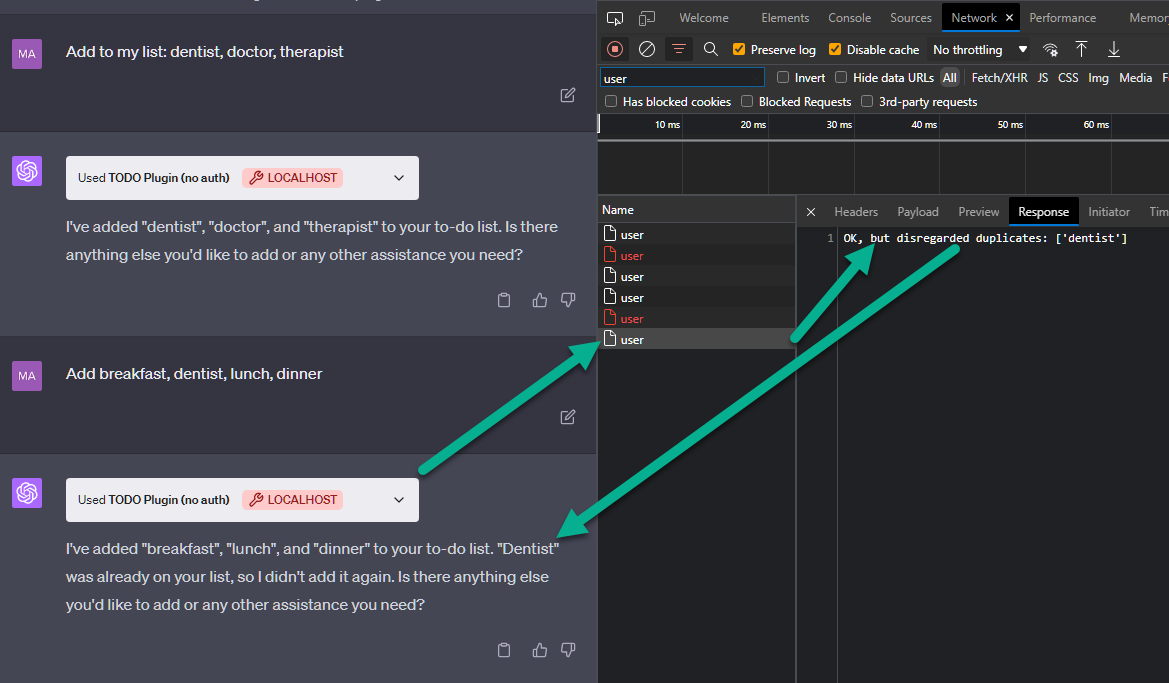 MA
Add to my list: dentist, doctor, therapist
Used TODO Plugin (no auth) LOCALHOST
I've added "dentist", "doctor", and "therapist" to your to-do list. Is there
anything else you'd like to add or any other assistance you need?
MA
Add breakfast, dentist, lunch, dinner
Used TODO Plugin (no auth) LOCALHOST
I've added "breakfast", "lunch", and "dinner" to your to-do list. "Dentist"
was already on your list, so I didn't add it again. Is there anything else
you'd like to add or any other assistance you need?
Welcome Elements Console Sources Network Performance Memory
Preserve log Disable cache No throttling
user Invert Hide data URLs All Fetch/XHR JS CSS Img Media F
Has blocked cookies Blocked Requests 3rd-party requests
10 ms 20 ms 30 ms 40 ms 50 ms 60 ms
Name
user
user
user
user
user
user
Headers Payload Preview Response Initiator Tim
1 OK, but disregarded duplicates: ['dentist']